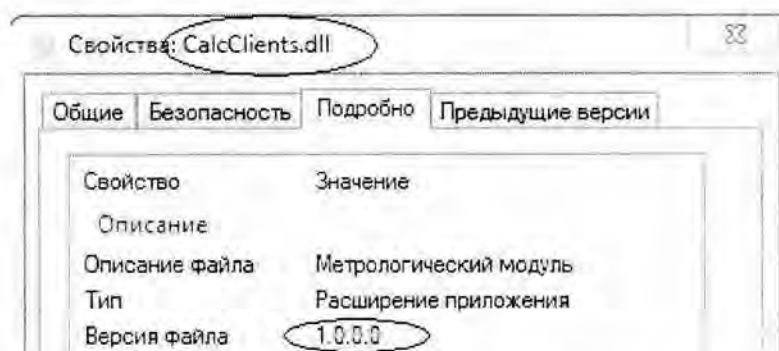 Свойства: CalcClients.dll
Общие Безопасность Подробно Предыдущие версии
Свойство Значение
Описание
Описание файла Метрологический модуль
Тип Расширение приложения
Версия файла 1.0.0.0